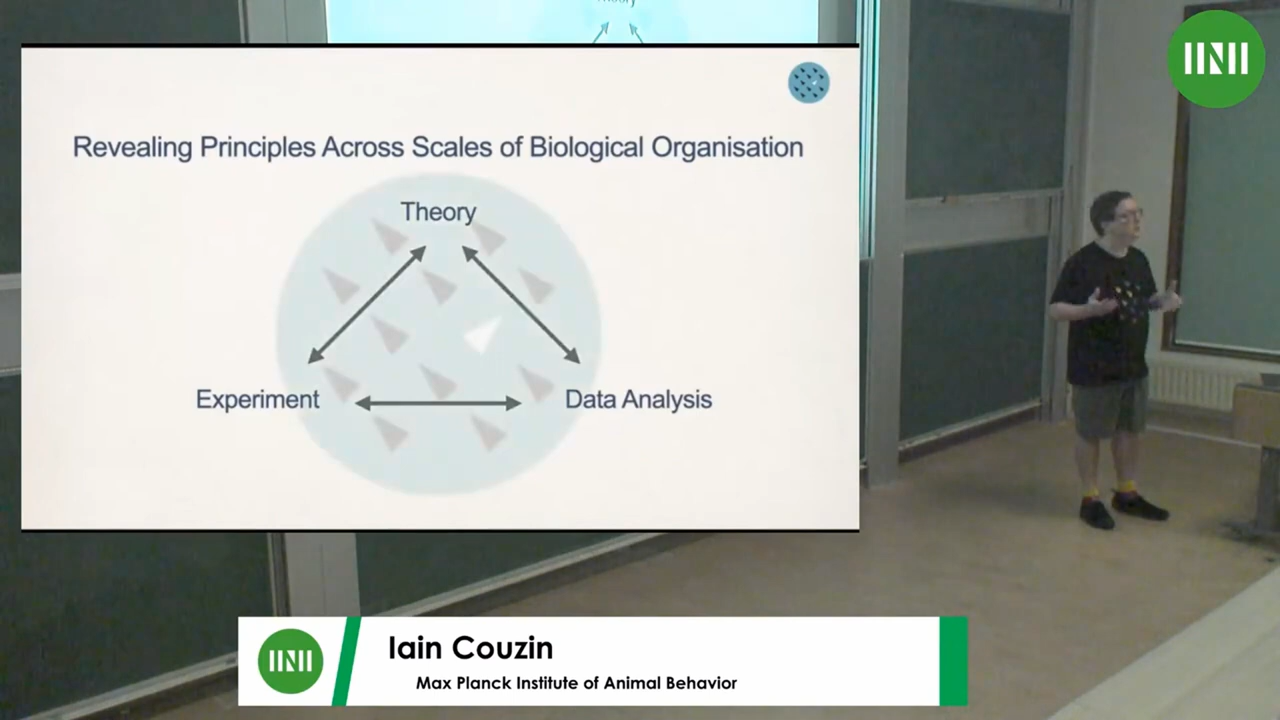 Theory
Revealing Principles Across Scales of Biological Organisation
Theory
Experiment
Data Analysis
Iain Couzin
Max Planck Institute of Animal Behavior